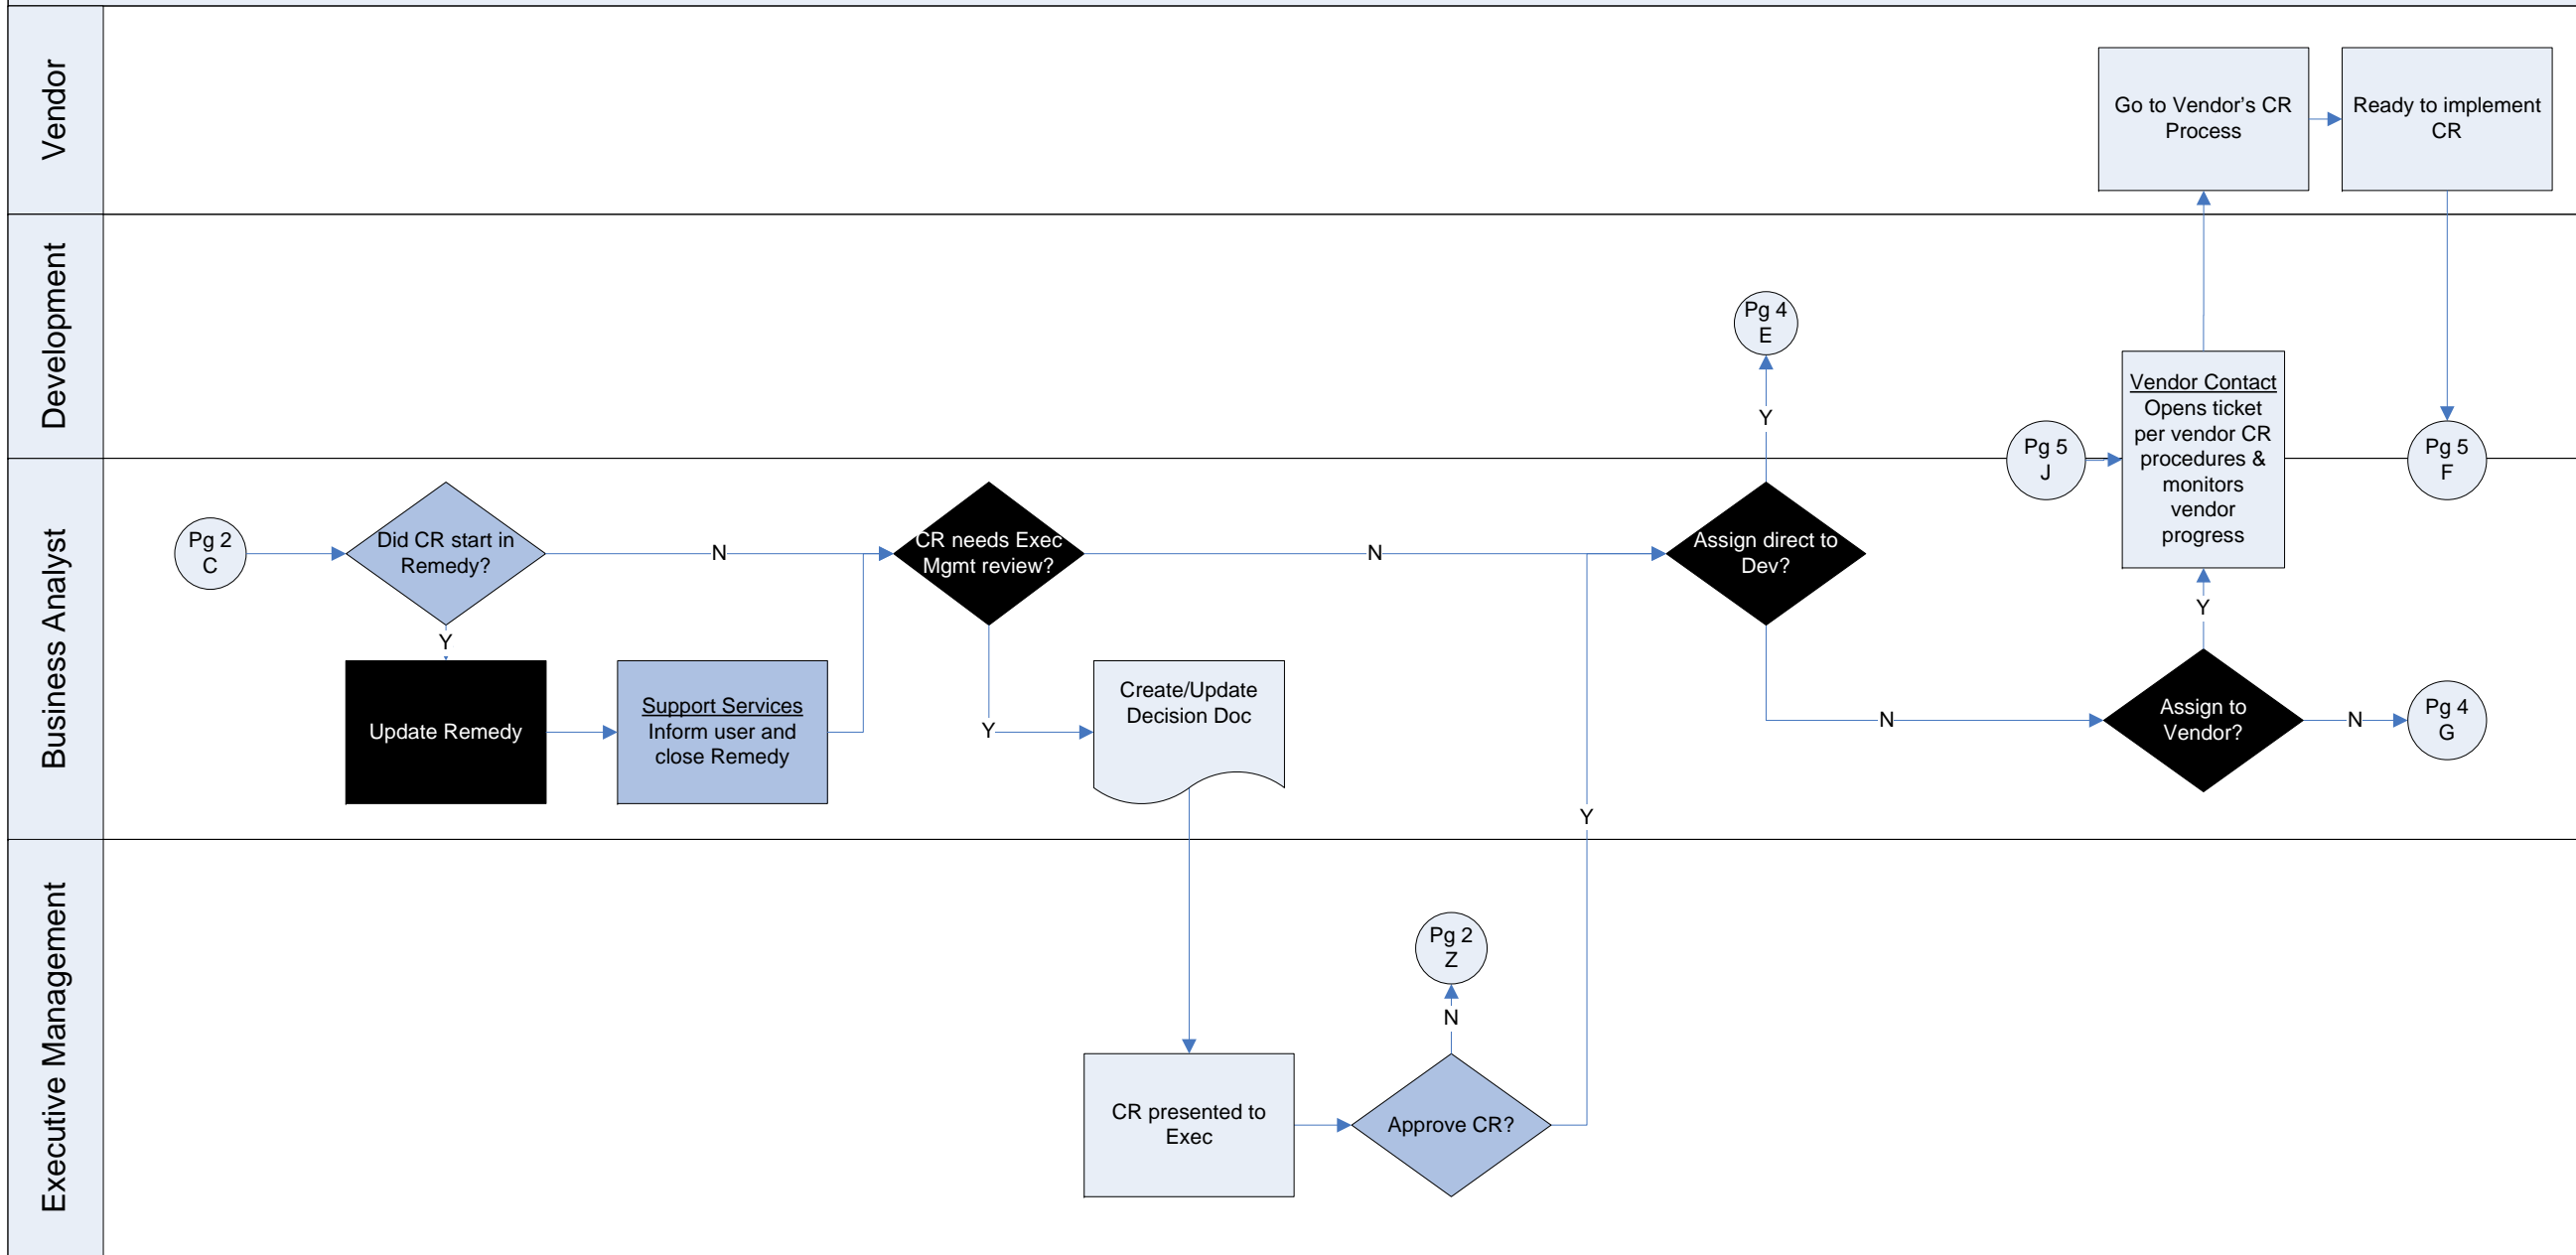 Vendor
Go to Vendor's CR
Process
Ready to implement
CR
Development
Pg 4
E
Y
Vendor Contact
Opens ticket
per vendor CR
procedures &
monitors
vendor
progress
Pg 5
J
Pg 5
F
Business Analyst
Pg 2
C
Did CR start in
Remedy?
N
CR needs Exec
Mgmt review?
N
Assign direct to
Dev?
Y
Update Remedy
Support Services
Inform user and
close Remedy
Y
Create/Update
Decision Doc
N
Y
Assign to
Vendor?
N
Pg 4
G
Y
Executive Management
Pg 2
Z
N
CR presented to
Exec
Approve CR?